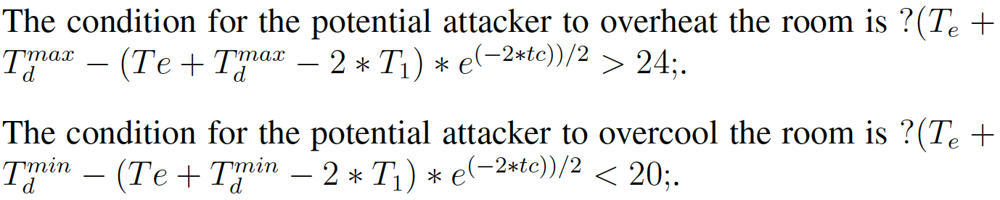 The condition for the potential attacker to overheat the room is ?(T_e +
T_d^{max} − (Te + T_d^{max} − 2 ∗ T_1) ∗ e^{(−2∗tc))/2} > 24;.
The condition for the potential attacker to overcool the room is ?(T_e +
T_d^{min} − (Te + T_d^{min} − 2 ∗ T_1) ∗ e^{(−2∗tc))/2} < 20;.